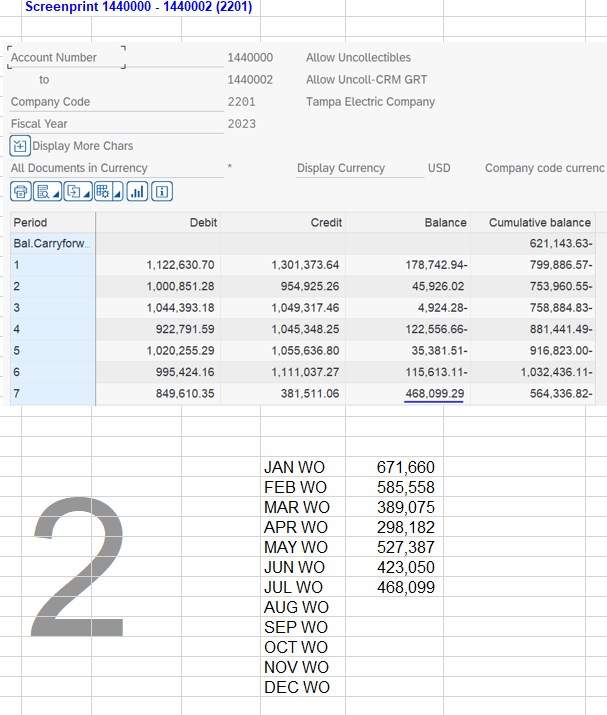 Screenprint 1440000 - 1440002 (2201)
Account Number 1440000 Allow Uncollectibles
to 1440002 Allow Uncoll-CRM GRT
Company Code 2201 Tampa Electric Company
Fiscal Year 2023
Display More Chars
All Documents in Currency * Display Currency USD Company code currenc
Period Debit Credit Balance Cumulative balance
Bal.Carryforw... 621,143.63-
1 1,122,630.70 1,301,373.64 178,742.94- 799,886.57-
2 1,000,851.28 954,925.26 45,926.02 753,960.55-
3 1,044,393.18 1,049,317.46 4,924.28- 758,884.83-
4 922,791.59 1,045,348.25 122,556.66- 881,441.49-
5 1,020,255.29 1,055,636.80 35,381.51- 916,823.00-
6 995,424.16 1,111,037.27 115,613.11- 1,032,436.11-
7 849,610.35 381,511.06 468,099.29 564,336.82-
JAN WO 671,660
FEB WO 585,558
MAR WO 389,075
APR WO 298,182
MAY WO 527,387
JUN WO 423,050
JUL WO 468,099
AUG WO
SEP WO
OCT WO
NOV WO
DEC WO
2